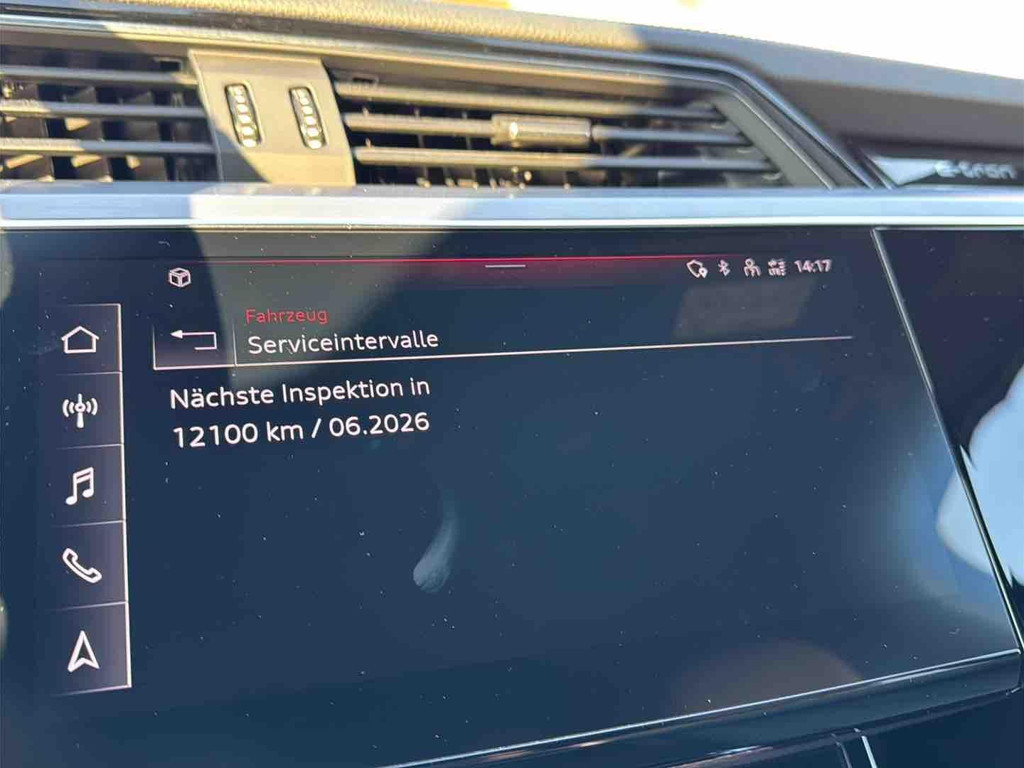 e-tron
14:17
Fahrzeug
Serviceintervalle
Nächste Inspektion in
12100 km / 06.2026